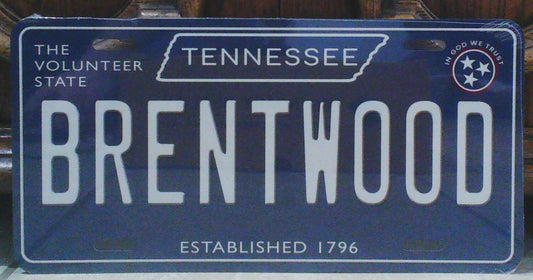 THE
VOLUNTEER
STATE
TENNESSEE
IN GOD WE TRUST
BRENTWOOD
ESTABLISHED 1796